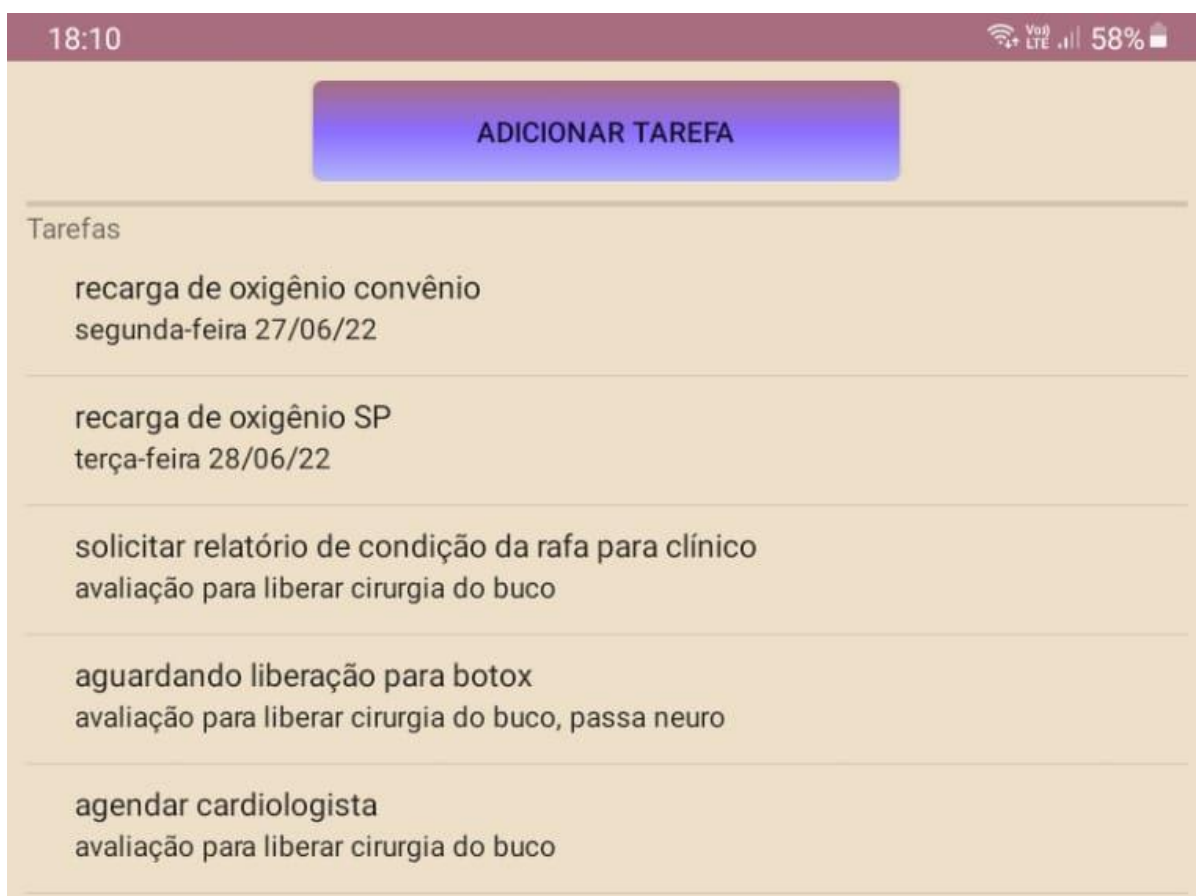 18:10
Vo)) LTE 58%
ADICIONAR TAREFA
Tarefas
recarga de oxigênio convênio
segunda-feira 27/06/22
recarga de oxigênio SP
terça-feira 28/06/22
solicitar relatório de condição da rafa para clínico
avaliação para liberar cirurgia do buco
aguardando liberação para botox
avaliação para liberar cirurgia do buco, passa neuro
agendar cardiologista
avaliação para liberar cirurgia do buco